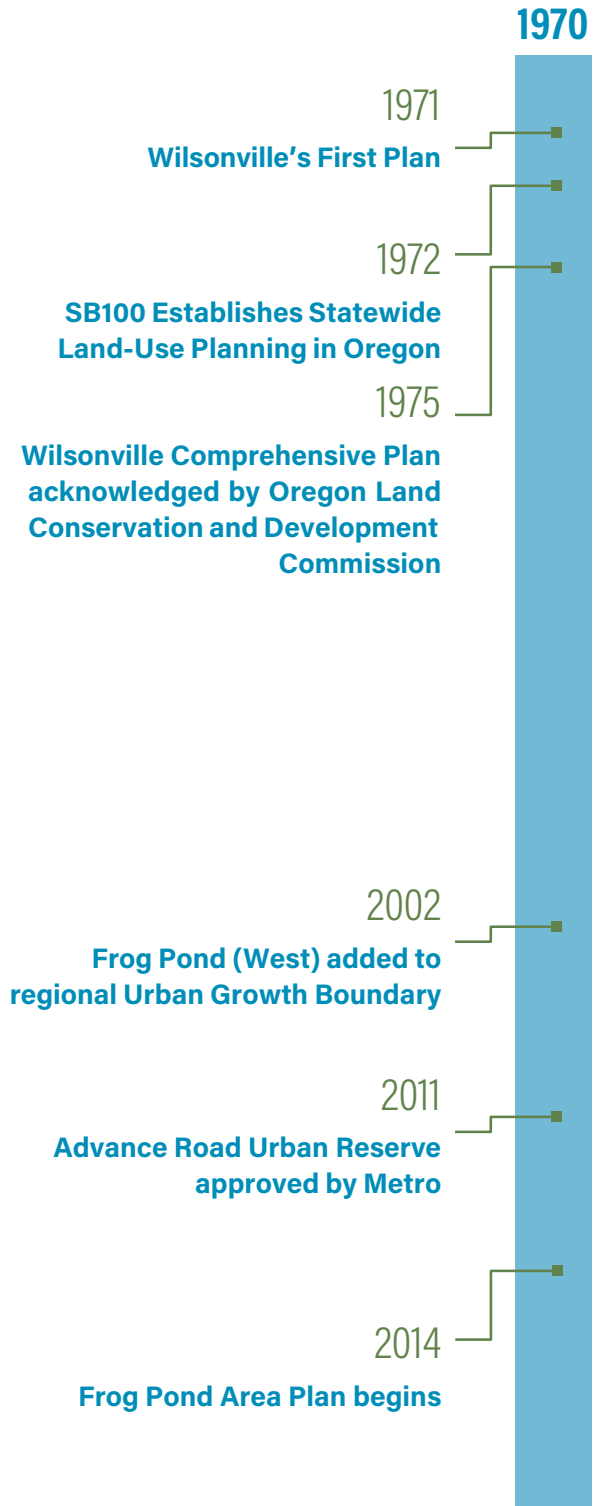 1970
1971
Wilsonville’s First Plan
1972
SB100 Establishes Statewide
Land-Use Planning in Oregon
1975
Wilsonville Comprehensive Plan
acknowledged by Oregon Land
Conservation and Development
Commission
2002
Frog Pond (West) added to
regional Urban Growth Boundary
2011
Advance Road Urban Reserve
approved by Metro
2014
Frog Pond Area Plan begins